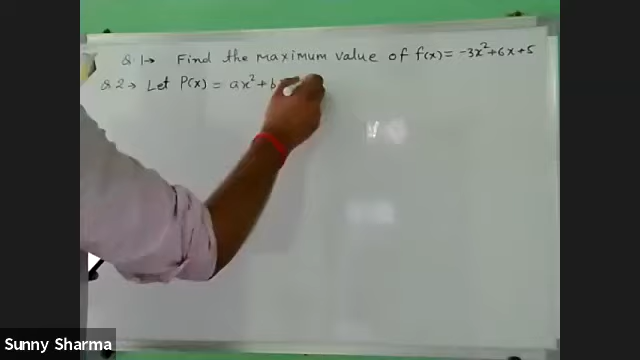 Q.1→ Find the maximum value of f(x) = -3x²+6x+5
Q.2→ Let P(x) = ax²+b
Sunny Sharma